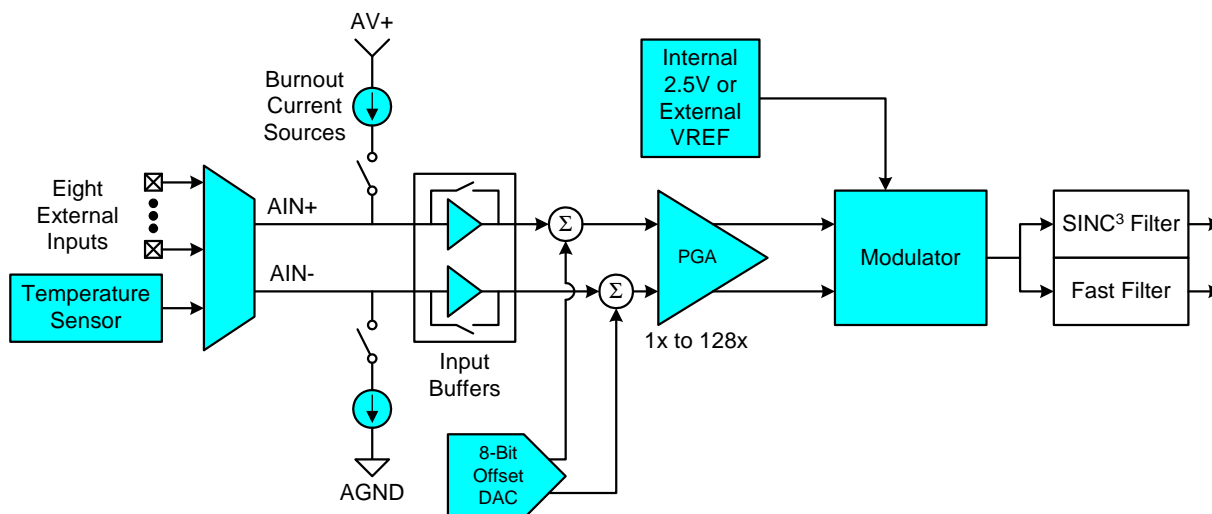 AV+
Burnout
Current
Sources
Internal
2.5V or
External
VREF
Eight
External
Inputs
AIN+
AIN-
Temperature
Sensor
Σ
Σ
PGA
1x to 128x
Modulator
SINC³ Filter
Fast Filter
Input
Buffers
8-Bit
Offset
DAC
AGND